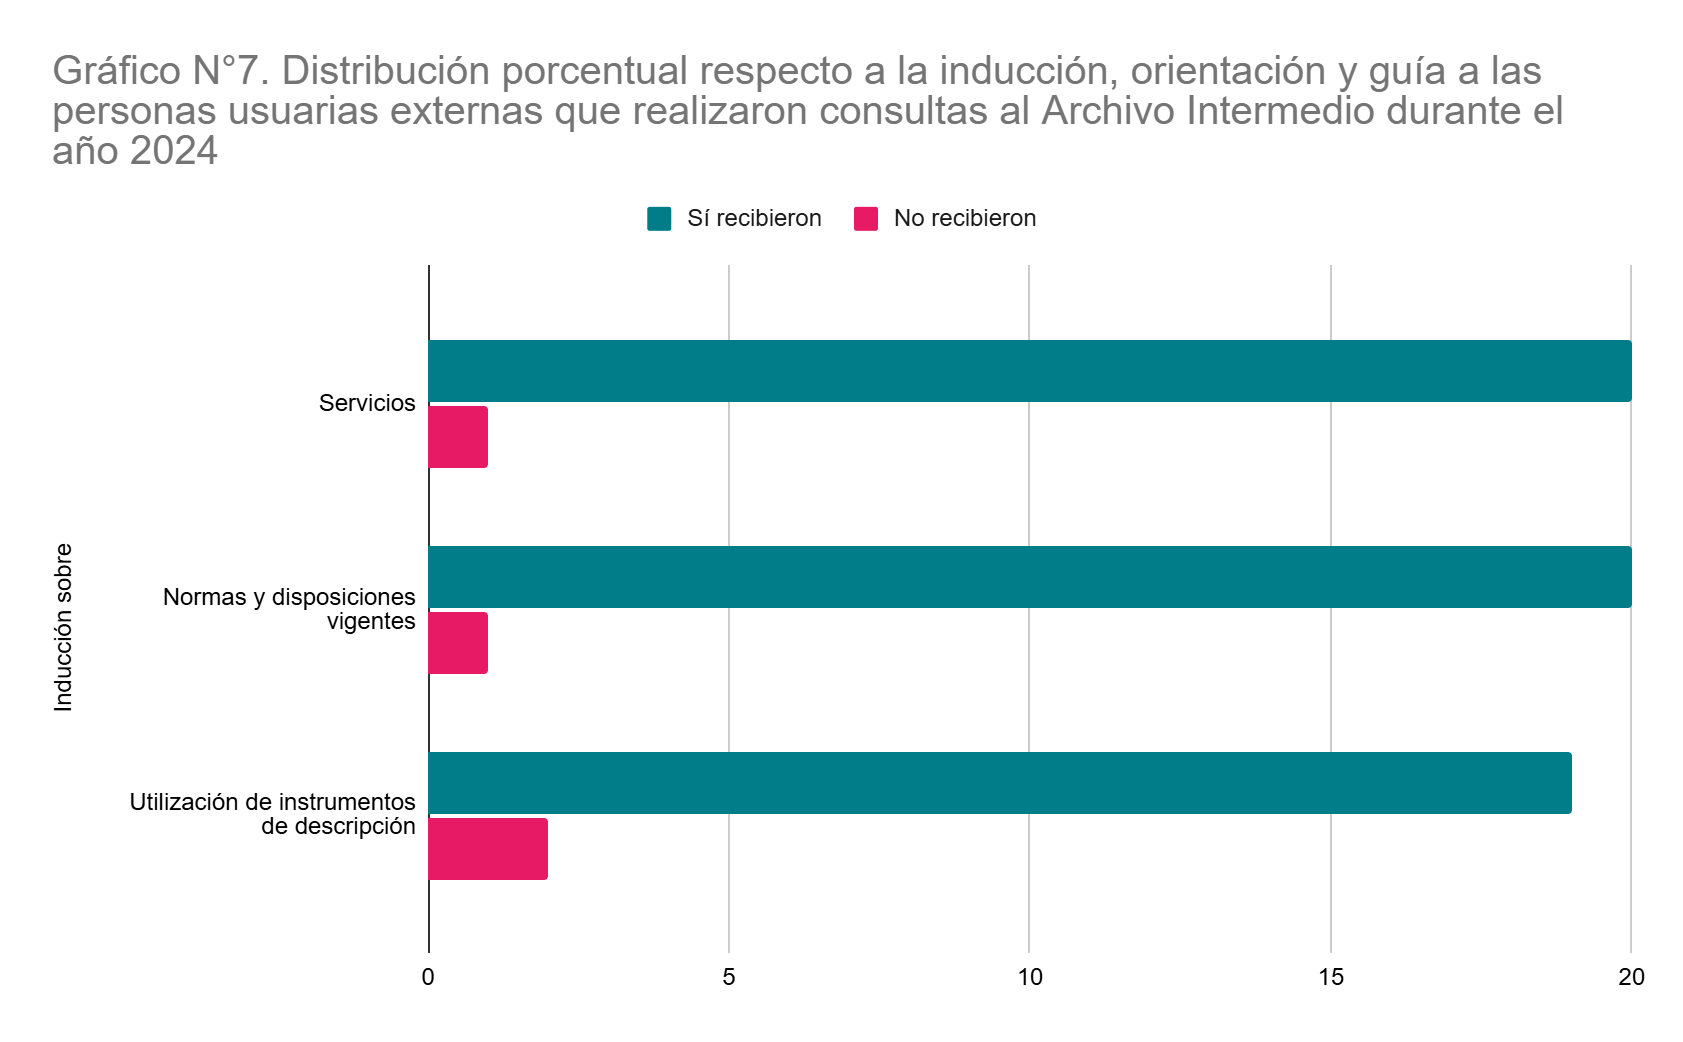 Gráfico N°7. Distribución porcentual respecto a la inducción, orientación y guía a las
personas usuarias externas que realizaron consultas al Archivo Intermedio durante el
año 2024
Sí recibieron
No recibieron
Inducción sobre
Servicios
Normas y disposiciones
vigentes
Utilización de instrumentos
de descripción
0
5
10
15
20